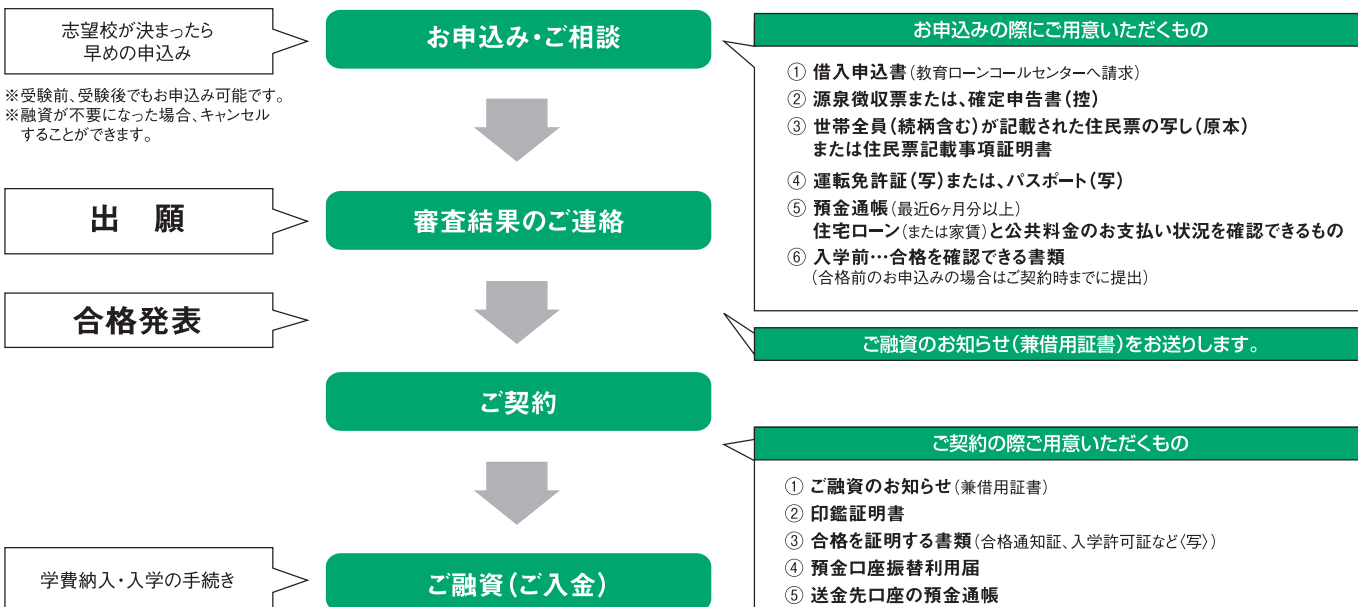 志望校が決まったら
早めの申込み
※受験前、受験後でもお申込み可能です。
※融資が不要になった場合、キャンセル
することができます。
お申込み・ご相談
お申込みの際にご用意いただくもの
① 借入申込書(教育ローンコールセンターへ請求)
② 源泉徴収票または、確定申告書(控)
③ 世帯全員(続柄含む)が記載された住民票の写し(原本)
または住民票記載事項証明書
④ 運転免許証(写)または、パスポート(写)
⑤ 預金通帳(最近6ヶ月分以上)
住宅ローン(または家賃)と公共料金のお支払い状況を確認できるもの
⑥ 入学前…合格を確認できる書類
(合格前のお申込みの場合はご契約時までに提出)
出 願
審査結果のご連絡
合格発表
ご融資のお知らせ(兼借用証書)をお送りします。
ご契約
ご契約の際ご用意いただくもの
① ご融資のお知らせ(兼借用証書)
② 印鑑証明書
③ 合格を証明する書類(合格通知証、入学許可証など〈写〉)
④ 預金口座振替利用届
⑤ 送金先口座の預金通帳
学費納入・入学の手続き
ご融資(ご入金)